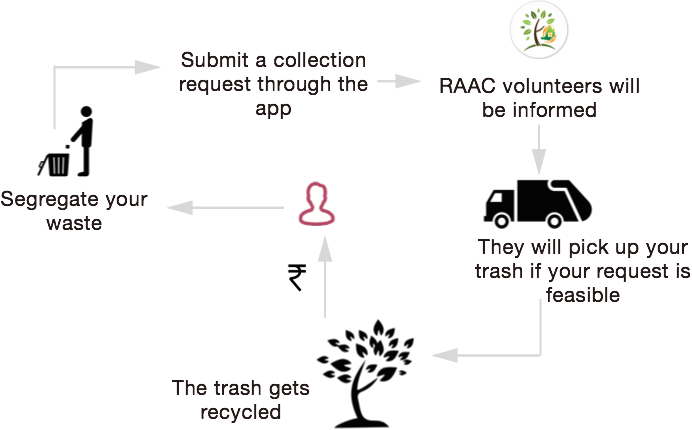 Submit a collection
request through the
app
RAAC volunteers will
be informed
Segregate your
waste
They will pick up your
trash if your request is
feasible
₹
The trash gets
recycled